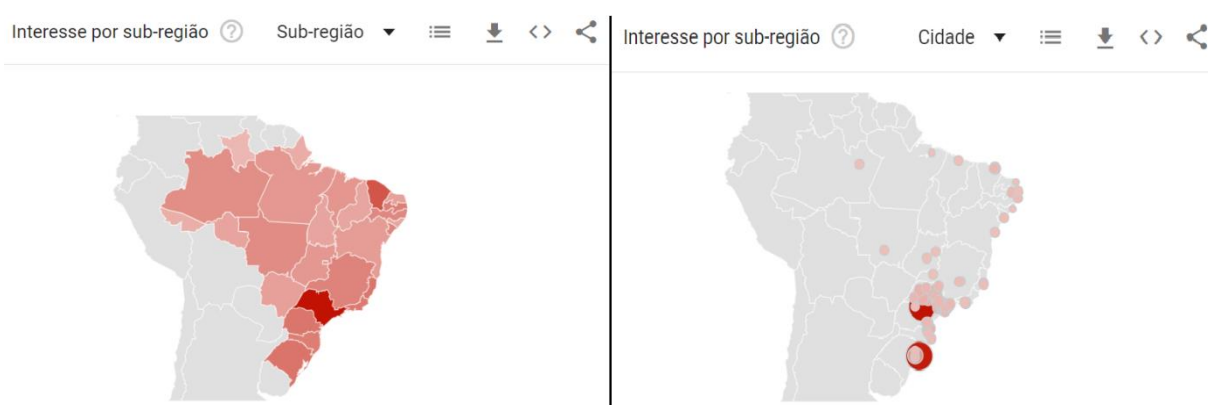 Interesse por sub-região ? Sub-região
Interesse por sub-região ? Cidade